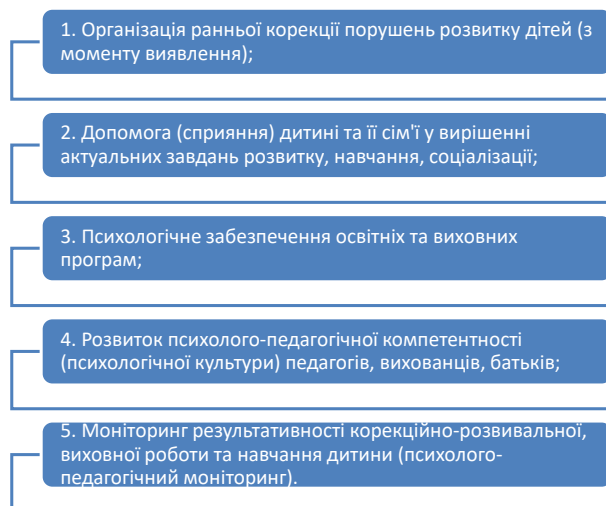 1. Організація ранньої корекції порушень розвитку дітей (з
моменту виявлення);
2. Допомога (сприяння) дитині та її сім'ї у вирішенні
актуальних завдань розвитку, навчання, соціалізації;
3. Психологічне забезпечення освітніх та виховних
програм;
4. Розвиток психолого-педагогічної компетентності
(психологічної культури) педагогів, вихованців, батьків;
5. Моніторинг результативності корекційно-розвивальної,
виховної роботи та навчання дитини (психолого-
педагогічний моніторинг).